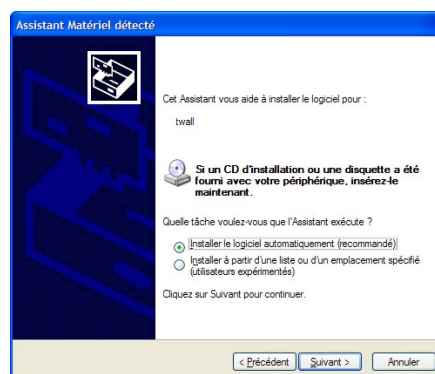 Assistant Matériel détecté
Cet Assistant vous aide à installer le logiciel pour :
twall
Si un CD d'installation ou une disquette a été
fourni avec votre périphérique, insérez-le
maintenant.
Quelle tâche voulez-vous que l'Assistant exécute ?
Installer le logiciel automatiquement (recommandé)
Installer à partir d'une liste ou d'un emplacement spécifié
(utilisateurs expérimentés)
Cliquez sur Suivant pour continuer.
< Précédent
Suivant >
Annuler